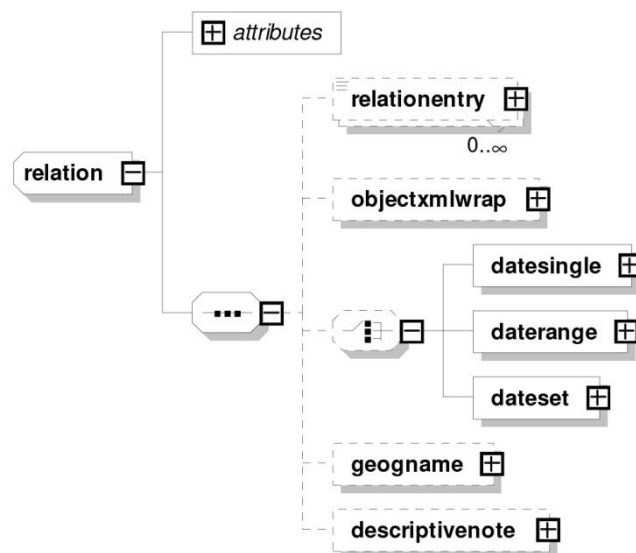 attributes
relationentry
0..∞
relation
objectxmlwrap
datesingle
daterange
dateset
geogname
descriptivenote